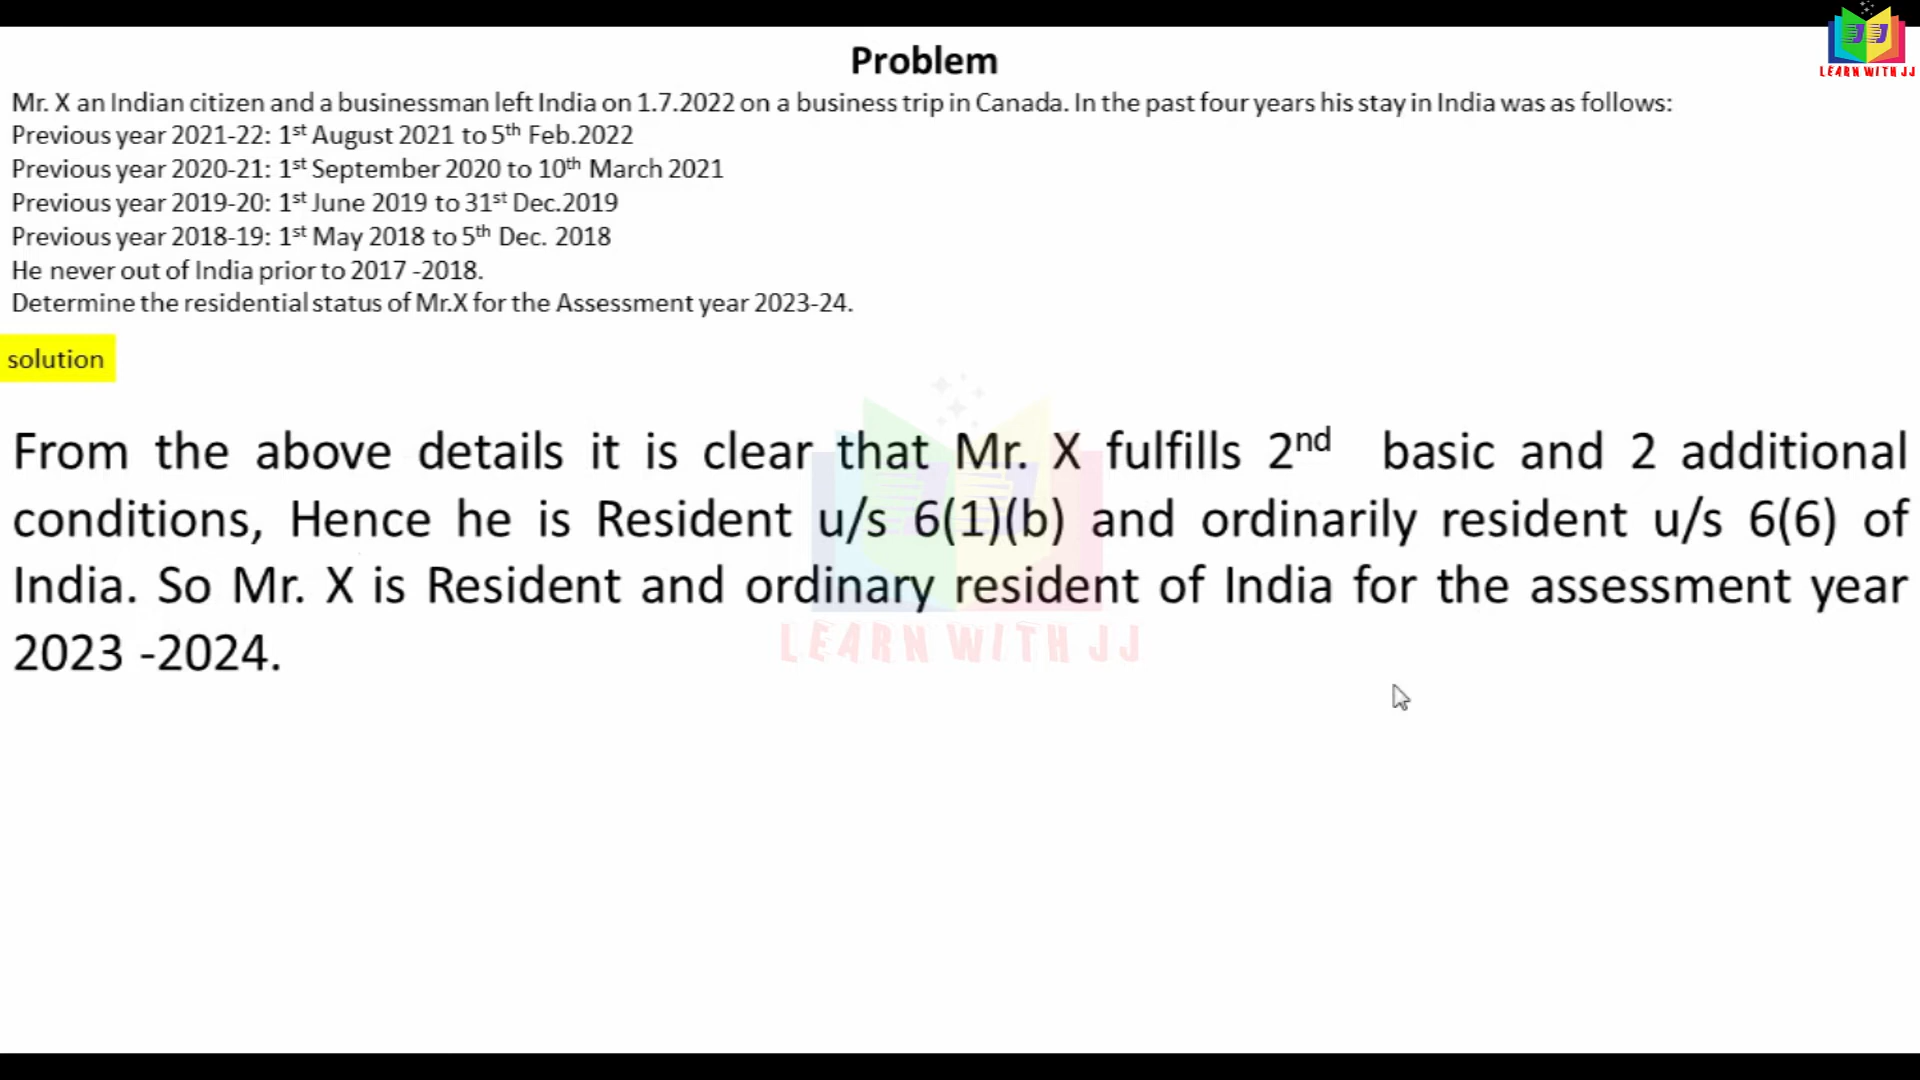 Problem
LEARN WITH JJ
Mr. X an Indian citizen and a businessman left India on 1.7.2022 on a business trip in Canada. In the past four years his stay in India was as follows:
Previous year 2021-22: 1st August 2021 to 5th Feb.2022
Previous year 2020-21: 1st September 2020 to 10th March 2021
Previous year 2019-20: 1st June 2019 to 31st Dec.2019
Previous year 2018-19: 1st May 2018 to 5th Dec. 2018
He never out of India prior to 2017 -2018.
Determine the residential status of Mr.X for the Assessment year 2023-24.
solution
From the above details it is clear that Mr. X fulfills 2nd basic and 2 additional
conditions, Hence he is Resident u/s 6(1)(b) and ordinarily resident u/s 6(6) of
India. So Mr. X is Resident and ordinary resident of India for the assessment year
2023 -2024.
LEARN WITH JJ